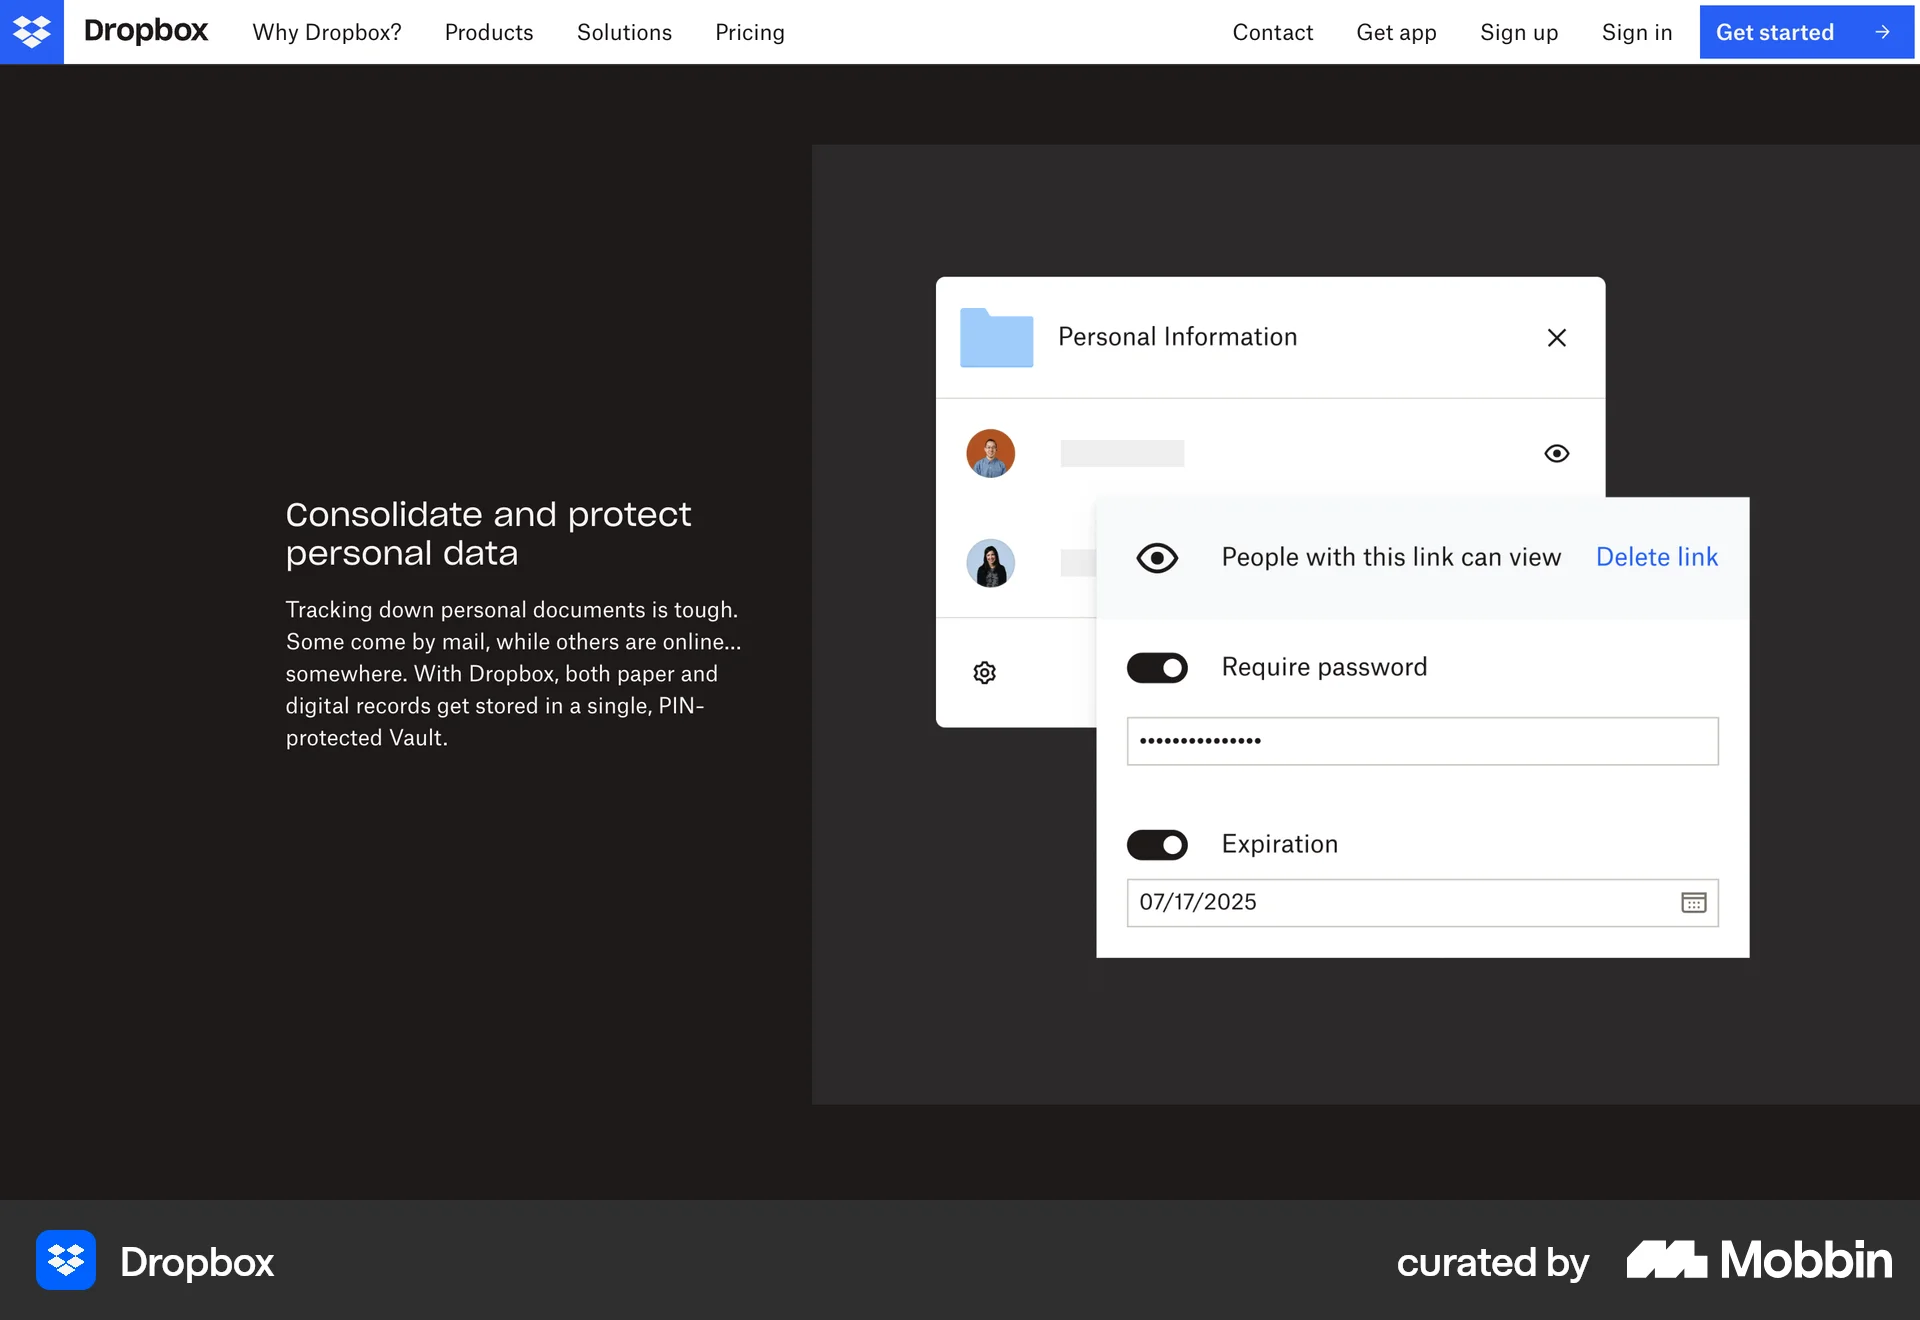 Dropbox
Why Dropbox?
Products
Solutions
Pricing
Contact
Get app
Sign up
Sign in
Get started
Consolidate and protect
personal data
Tracking down personal documents is tough.
Some come by mail, while others are online...
somewhere. With Dropbox, both paper and
digital records get stored in a single, PIN-
protected Vault.
Personal Information
People with this link can view
Delete link
Require password
•••••••••••••••
Expiration
07/17/2025
Dropbox
curated by
Mobbin